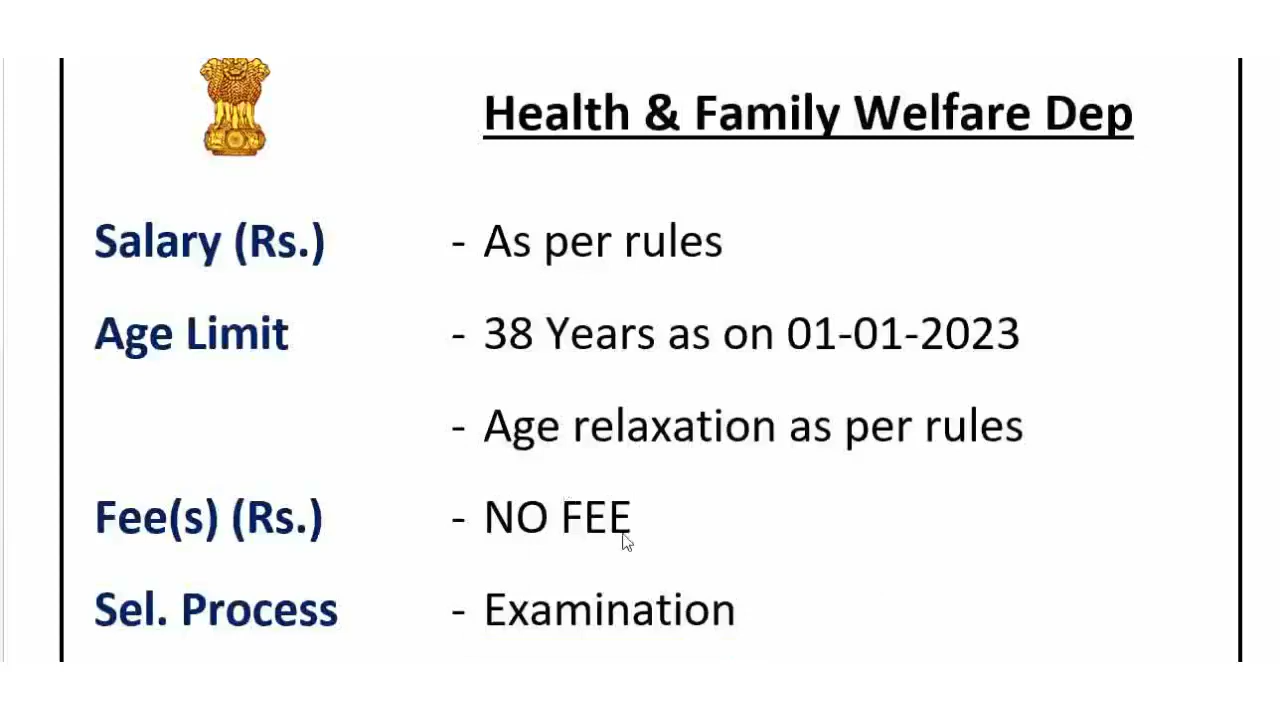 Health & Family Welfare Dep
Salary (Rs.) - As per rules
Age Limit - 38 Years as on 01-01-2023
- Age relaxation as per rules
Fee(s) (Rs.) - NO FEE
Sel. Process - Examination